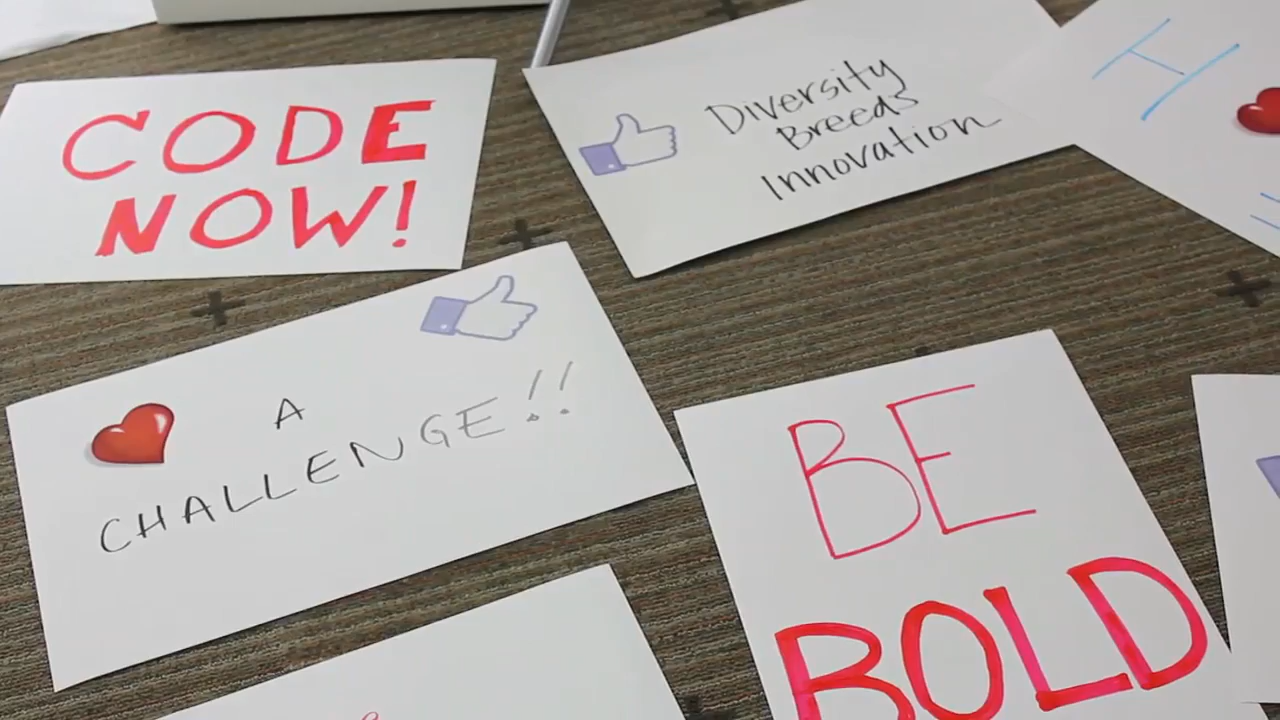 CODE
NOW!
Diversity
Breeds
Innovation
I
A
CHALLENGE!!
BE
BOLD